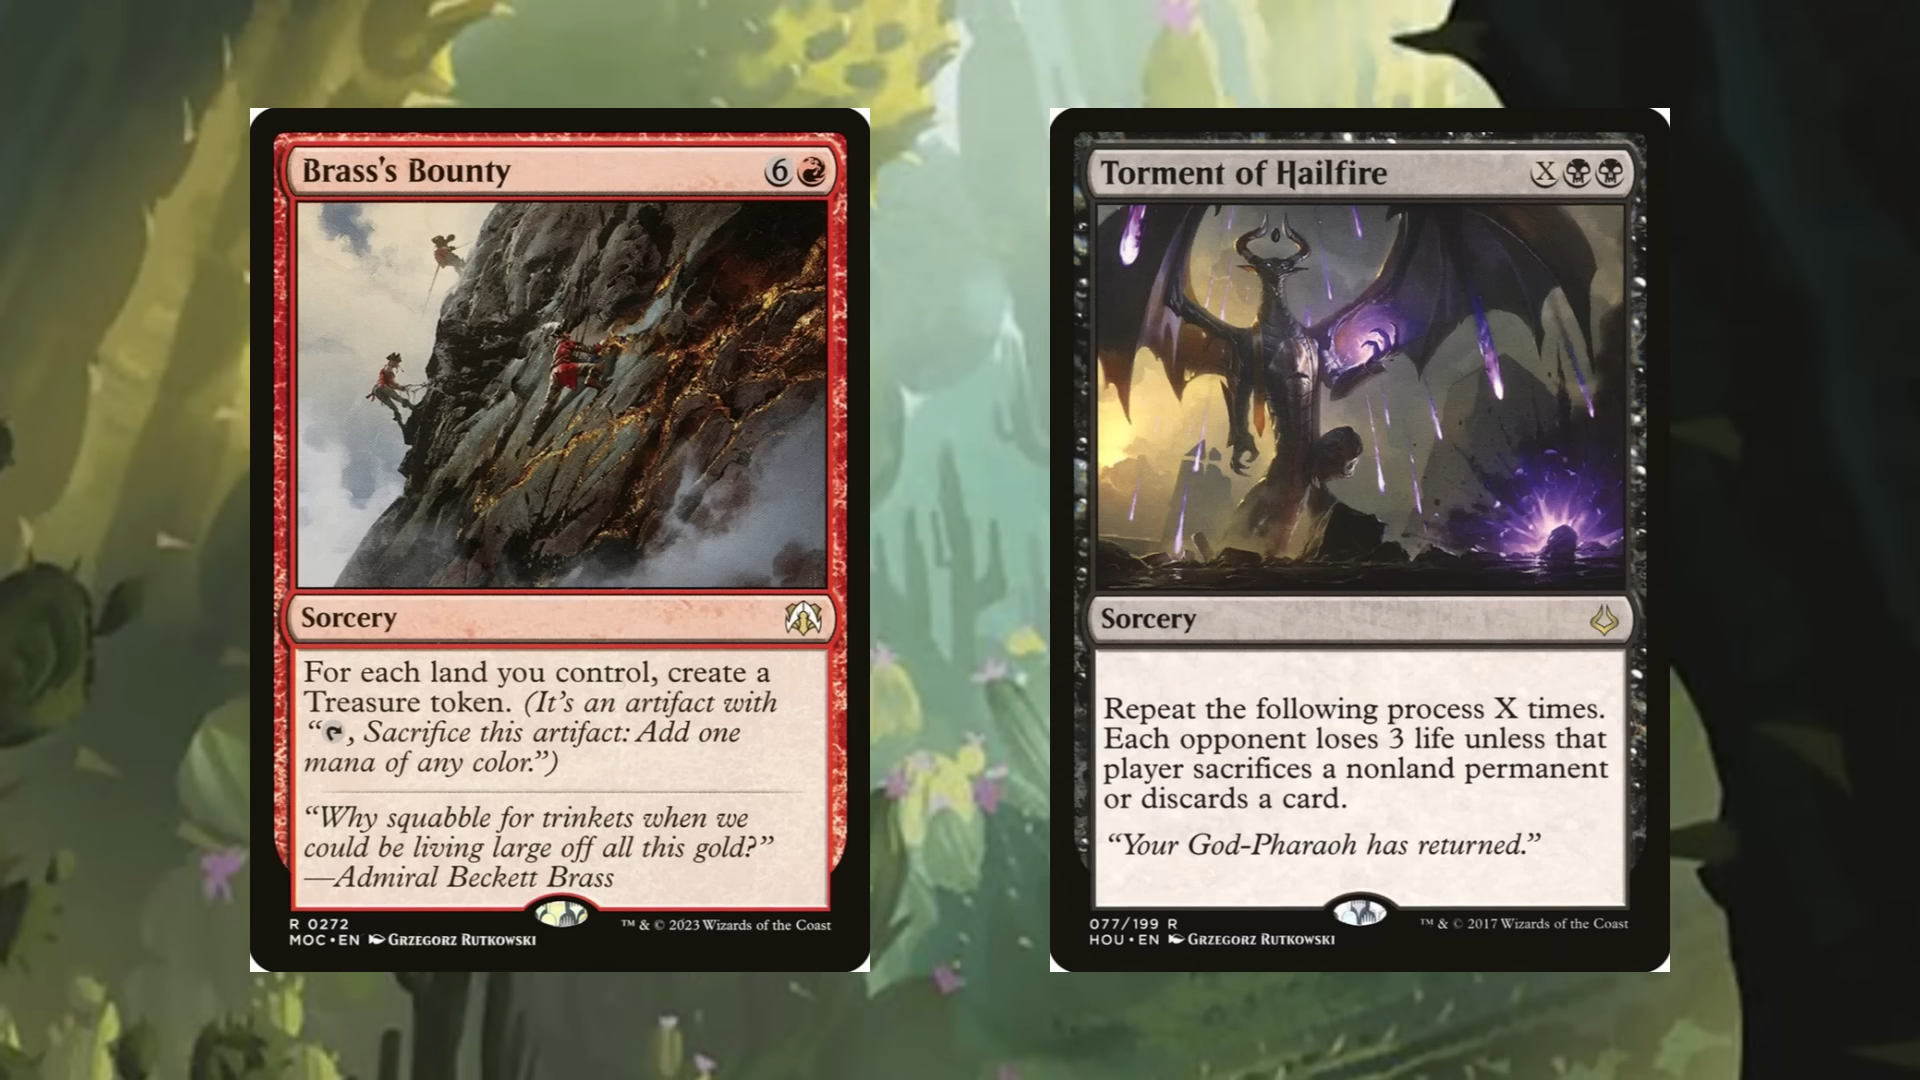 Brass's Bounty 6
Sorcery
For each land you control, create a
Treasure token. (It's an artifact with
“, Sacrifice this artifact: Add one
mana of any color.”)
“Why squabble for trinkets when we
could be living large off all this gold?”
—Admiral Beckett Brass
R 0272
MOC • EN GRZEGORZ RUTKOWSKI
™ & © 2023 Wizards of the Coast
Torment of Hailfire X
Sorcery
Repeat the following process X times.
Each opponent loses 3 life unless that
player sacrifices a nonland permanent
or discards a card.
“Your God-Pharaoh has returned.”
077/199 R
HOU • EN GRZEGORZ RUTKOWSKI
™ & © 2017 Wizards of the Coast